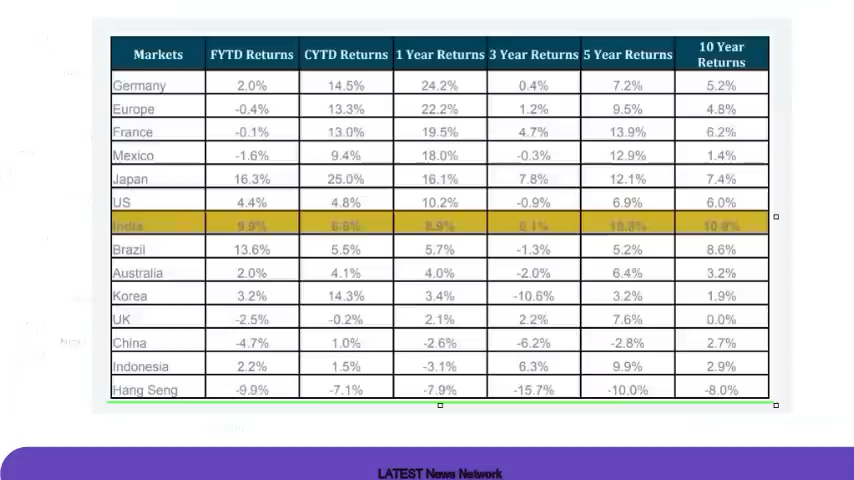 Markets FYTD Returns CYTD Returns 1 Year Returns 3 Year Returns 5 Year Returns 10 Year Returns
Germany 2.0% 14.5% 24.2% 0.4% 7.2% 5.2%
Europe -0.4% 13.3% 22.2% 1.2% 9.5% 4.8%
France -0.1% 13.0% 19.5% 4.7% 13.9% 6.2%
Mexico -1.6% 9.4% 18.0% -0.3% 12.9% 1.4%
Japan 16.3% 25.0% 16.1% 7.8% 12.1% 7.4%
US 4.4% 4.8% 10.2% -0.9% 6.9% 6.0%
India 9.9% 8.9%
Brazil 13.6% 5.5% 5.7% -1.3% 5.2% 8.6%
Australia 2.0% 4.1% 4.0% -2.0% 6.4% 3.2%
Korea 3.2% 14.3% 3.4% -10.6% 3.2% 1.9%
UK -2.5% -0.2% 2.1% 2.2% 7.6% 0.0%
China -4.7% 1.0% -2.6% -6.2% -2.8% 2.7%
Indonesia 2.2% 1.5% -3.1% 6.3% 9.9% 2.9%
Hang Seng -9.9% -7.1% -7.9% -15.7% -10.0% -8.0%
LATEST News Network